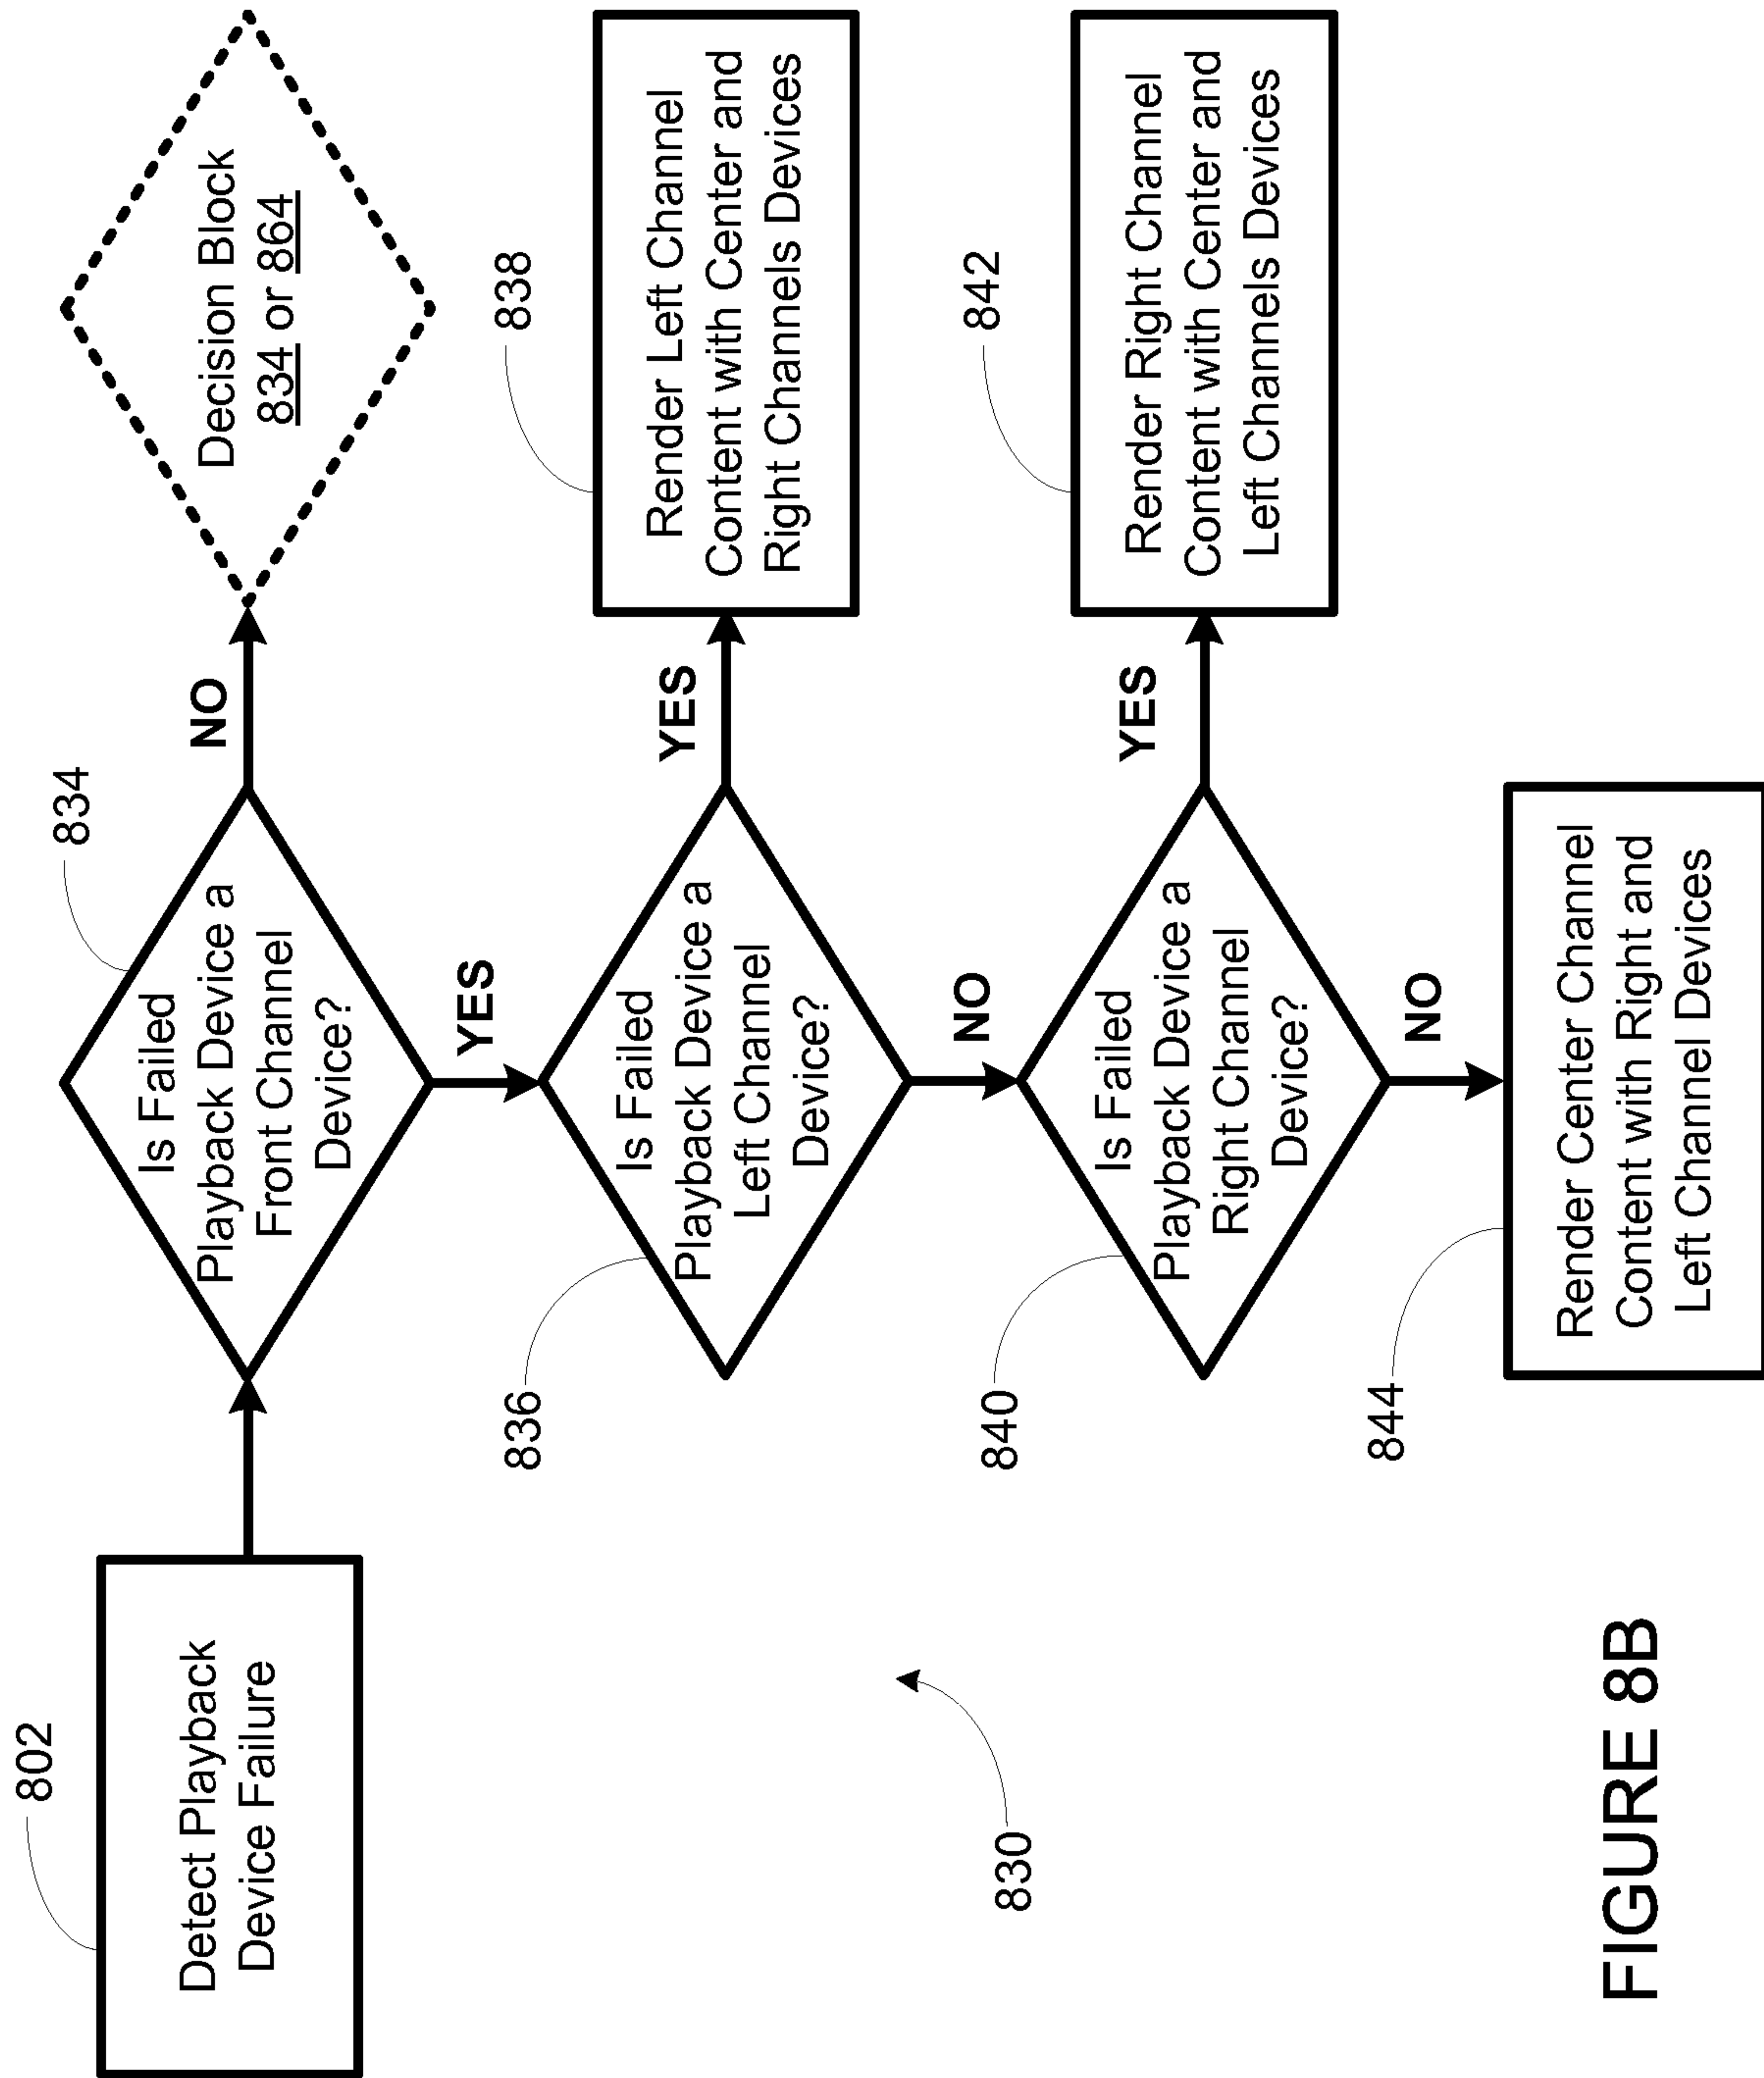 802
Detect Playback
Device Failure
834
Is Failed
Playback Device a
Front Channel
Device?
NO
Decision Block
834 or 864
YES
836
Is Failed
Playback Device a
Left Channel
Device?
YES
838
Render Left Channel
Content with Center and
Right Channels Devices
NO
840
Is Failed
Playback Device a
Right Channel
Device?
YES
842
Render Right Channel
Content with Center and
Left Channels Devices
NO
844
Render Center Channel
Content with Right and
Left Channel Devices
830
FIGURE 8B